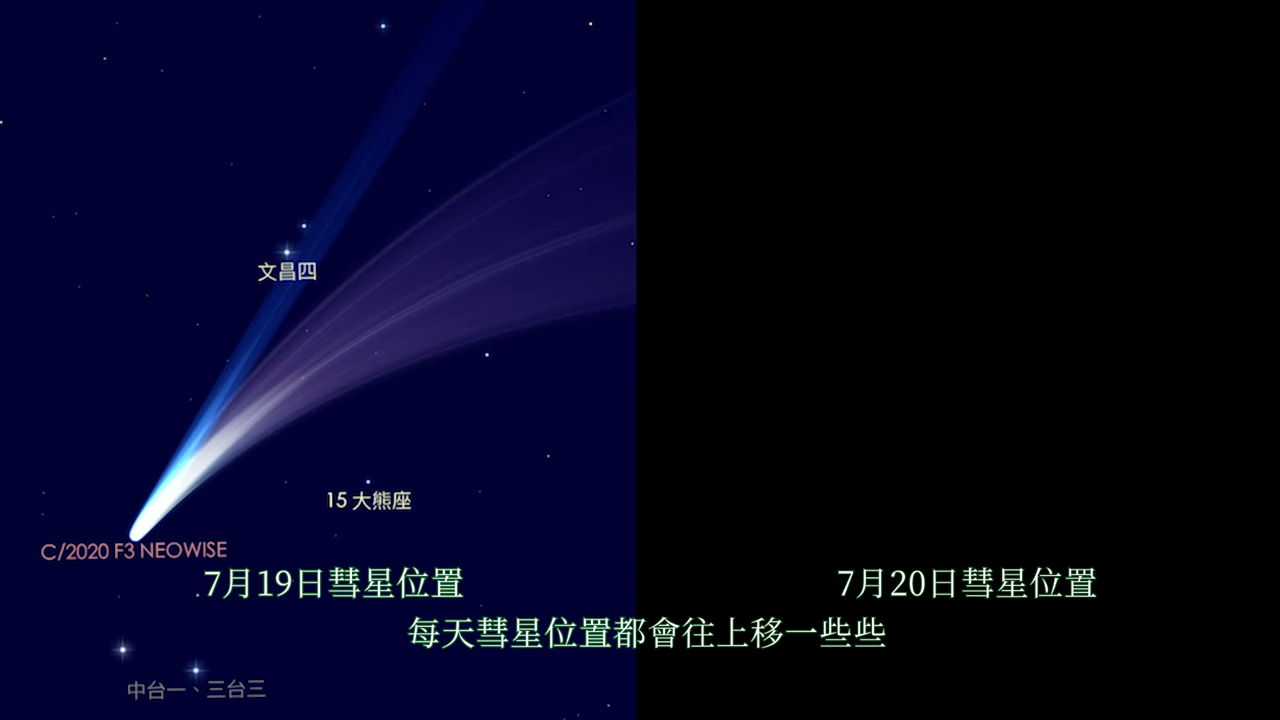 文昌四
15 大熊座
C/2020 F3 NEOWISE
7月19日彗星位置
7月20日彗星位置
每天彗星位置都會往上移一些些
中台一、三台三